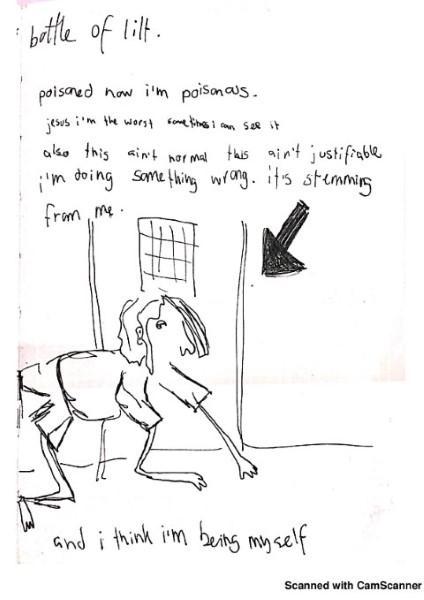 bottle of lilt.
poisoned now i'm poisonous.
jesus i'm the worst sometimes i can see it
also this ain't normal this ain't justifiable
i'm doing something wrong. it's stemming
from me.
and i think i'm being myself
Scanned with CamScanner